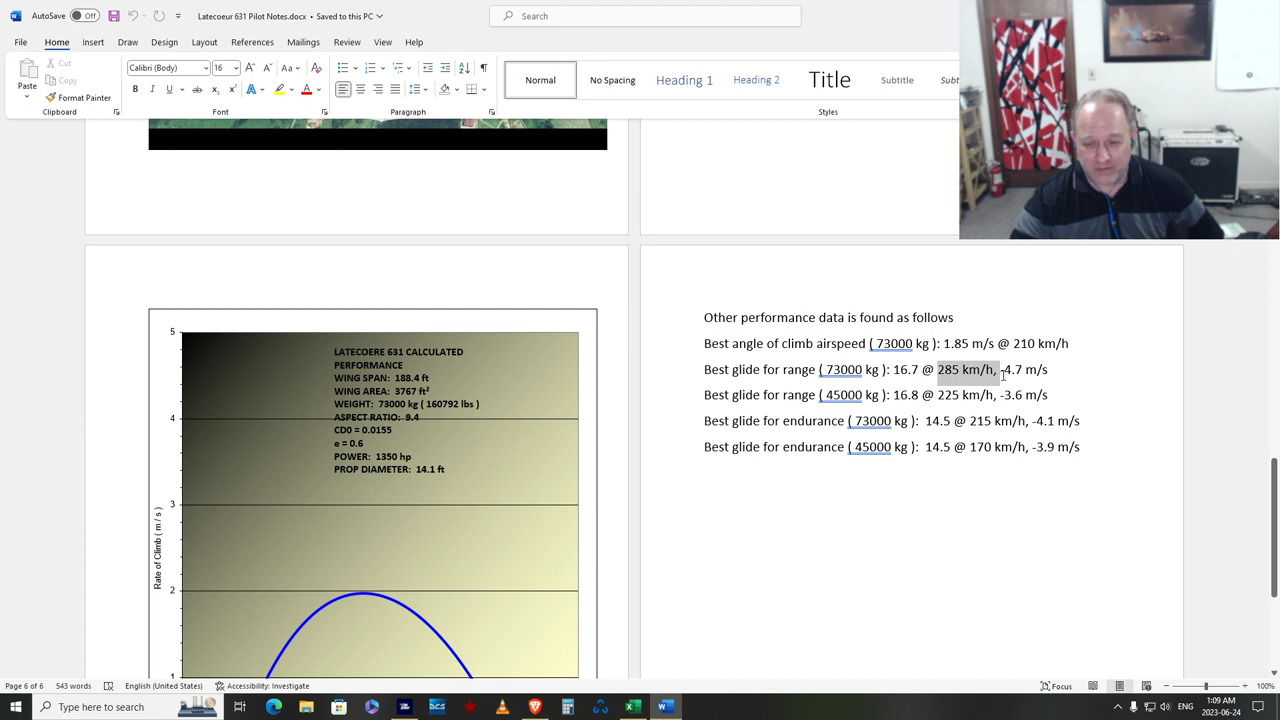 AutoSave Off
Latecoeur 631 Pilot Notes.docx • Saved to this PC
Search
File Home Insert Draw Design Layout References Mailings Review View Help
Paste
Cut
Copy
Format Painter
Clipboard
Calibri (Body) 16
Font
Paragraph
Normal
No Spacing
Heading 1
Heading 2
Title
Subtitle
Styles
5
4
3
2
1
Rate of Climb ( m / s )
LATECOERE 631 CALCULATED
PERFORMANCE
WING SPAN: 188.4 ft
WING AREA: 3767 ft²
WEIGHT: 73000 kg ( 160792 lbs )
ASPECT RATIO: 9.4
CD0 = 0.0155
e = 0.6
POWER: 1350 hp
PROP DIAMETER: 14.1 ft
Other performance data is found as follows
Best angle of climb airspeed ( 73000 kg ): 1.85 m/s @ 210 km/h
Best glide for range ( 73000 kg ): 16.7 @ 285 km/h, -4.7 m/s
Best glide for range ( 45000 kg ): 16.8 @ 225 km/h, -3.6 m/s
Best glide for endurance ( 73000 kg ): 14.5 @ 215 km/h, -4.1 m/s
Best glide for endurance ( 45000 kg ): 14.5 @ 170 km/h, -3.9 m/s
Page 6 of 6 543 words English (United States) Accessibility: Investigate
Focus
100%
Type here to search
ENG
1:09 AM
2023-06-24